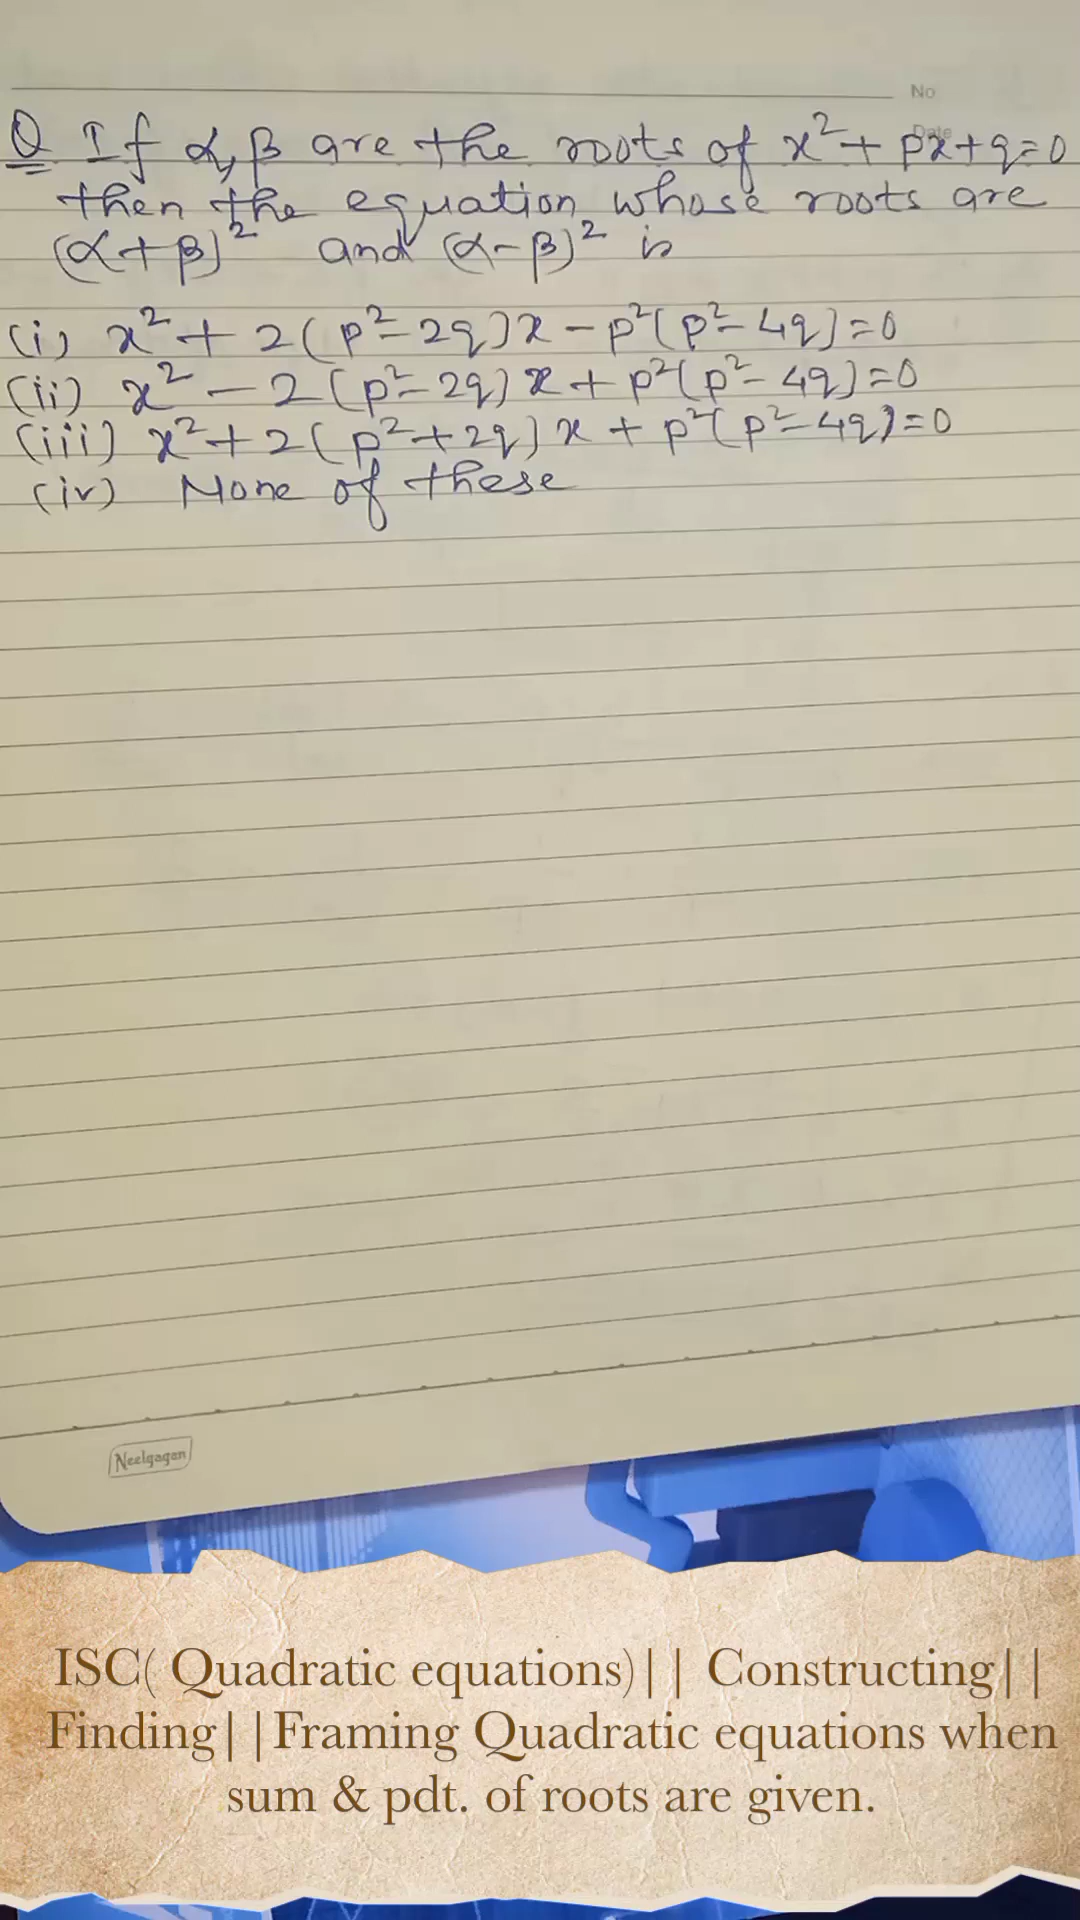 No
Date
Q If α, β are the roots of x² + px + q = 0
then the equation whose roots are
(α + β)² and (α - β)² is
(i) x² + 2(p² - 2q)x - p²(p² - 4q) = 0
(ii) x² - 2(p² - 2q)x + p²(p² - 4q) = 0
(iii) x² + 2(p² + 2q)x + p²(p² - 4q) = 0
(iv) None of these
Neelgagan
ISC( Quadratic equations)|| Constructing||
Finding||Framing Quadratic equations when
sum & pdt. of roots are given.